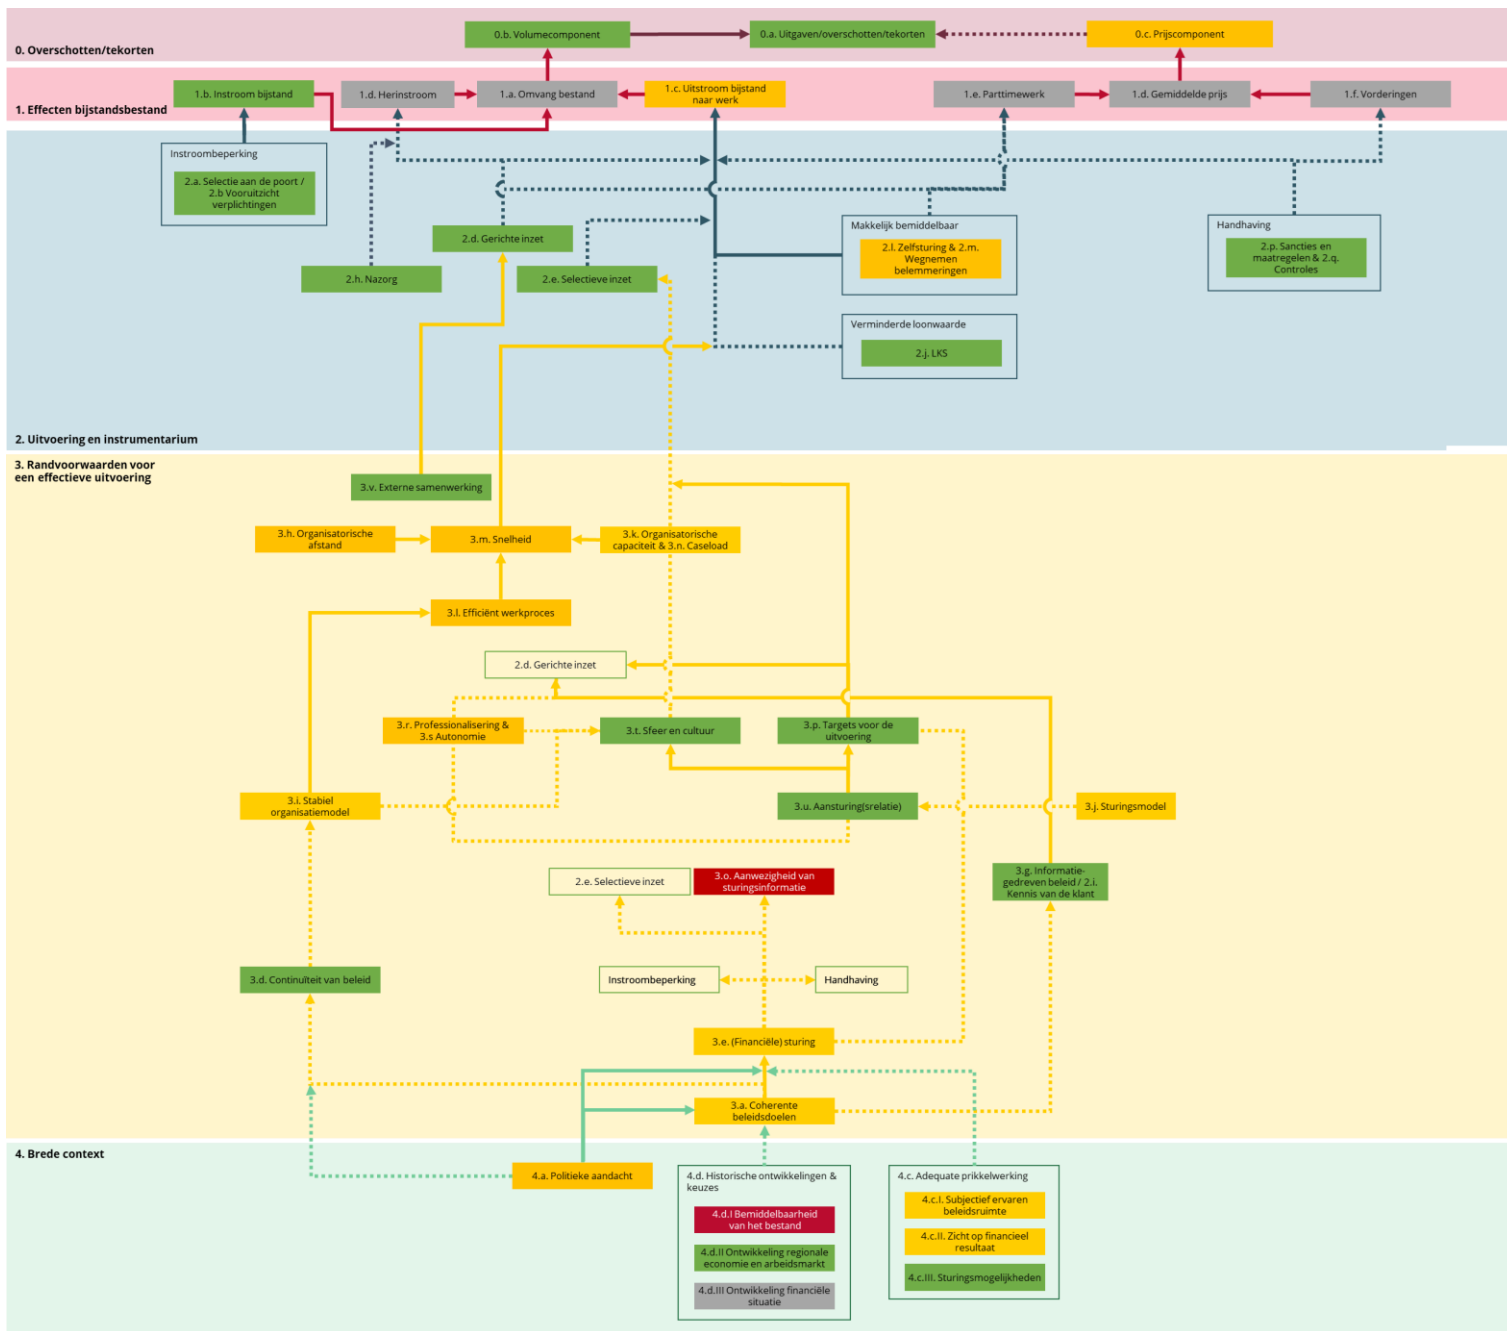 0.b. Volumecomponent
0.a. Uitgaven/overschotten/tekorten
0.c. Prijscomponent
0. Overschotten/tekorten
1.b. Instroom bijstand
1.d. Herinstroom
1.a. Omvang bestand
1.c. Uitstroom bijstand
naar werk
1.e. Parttimewerk
1.d. Gemiddelde prijs
1.f. Vorderingen
1. Effecten bijstandsbestand
Instroombeperking
2.a. Selectie aan de poort /
2.b Vooruitzicht
verplichtingen
2.d. Gerichte inzet
2.h. Nazorg
2.e. Selectieve inzet
Makkelijk bemiddelbaar
2.l. Zelfsturing & 2.m.
Wegnemen
belemmeringen
Handhaving
2.p. Sancties en
maatregelen & 2.q.
Controles
Verminderde loonwaarde
2.j. LKS
2. Uitvoering en instrumentarium
3. Randvoorwaarden voor
een effectieve uitvoering
3.v. Externe samenwerking
3.h. Organisatorische
afstand
3.m. Snelheid
3.k. Organisatorische
capaciteit & 3.n. Caseload
3.l. Efficiënt werkproces
2.d. Gerichte inzet
3.r. Professionalisering &
3.s Autonomie
3.t. Sfeer en cultuur
3.p. Targets voor de
uitvoering
3.i. Stabiel
organisatiemodel
3.u. Aansturing(srelatie)
3.j. Sturingsmodel
2.e. Selectieve inzet
3.o. Aanwezigheid van
sturingsinformatie
3.g. Informatie-
gedreven beleid / 2.i.
Kennis van de klant
3.d. Continuïteit van beleid
Instroombeperking
Handhaving
3.e. (Financiële) sturing
3.a. Coherente
beleidsdoelen
4. Brede context
4.a. Politieke aandacht
4.d. Historische ontwikkelingen &
keuzes
4.d.I Bemiddelbaarheid
van het bestand
4.d.II Ontwikkeling regionale
economie en arbeidsmarkt
4.d.III Ontwikkeling financiële
situatie
4.c. Adequate prikkelwerking
4.c.I. Subjectief ervaren
beleidsruimte
4.c.II. Zicht op financieel
resultaat
4.c.III. Sturingsmogelijkheden